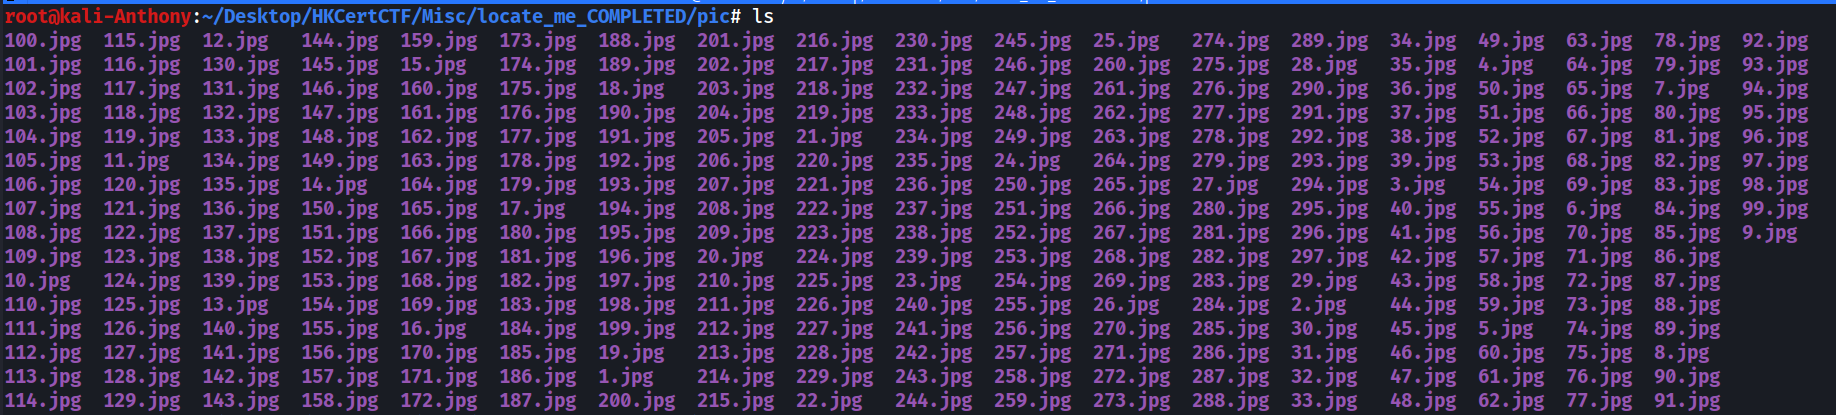 root@kali-Anthony:~/Desktop/HKCertCTF/Misc/locate_me_COMPLETED/pic# ls
100.jpg 115.jpg 12.jpg 144.jpg 159.jpg 173.jpg 188.jpg 201.jpg 216.jpg 230.jpg 245.jpg 25.jpg 274.jpg 289.jpg 34.jpg 49.jpg 63.jpg 78.jpg 92.jpg
101.jpg 116.jpg 130.jpg 145.jpg 15.jpg 174.jpg 189.jpg 202.jpg 217.jpg 231.jpg 246.jpg 260.jpg 275.jpg 28.jpg 35.jpg 4.jpg 64.jpg 79.jpg 93.jpg
102.jpg 117.jpg 131.jpg 146.jpg 160.jpg 175.jpg 18.jpg 203.jpg 218.jpg 232.jpg 247.jpg 261.jpg 276.jpg 290.jpg 36.jpg 50.jpg 65.jpg 7.jpg 94.jpg
103.jpg 118.jpg 132.jpg 147.jpg 161.jpg 176.jpg 190.jpg 204.jpg 219.jpg 233.jpg 248.jpg 262.jpg 277.jpg 291.jpg 37.jpg 51.jpg 66.jpg 80.jpg 95.jpg
104.jpg 119.jpg 133.jpg 148.jpg 162.jpg 177.jpg 191.jpg 205.jpg 21.jpg 234.jpg 249.jpg 263.jpg 278.jpg 292.jpg 38.jpg 52.jpg 67.jpg 81.jpg 96.jpg
105.jpg 11.jpg 134.jpg 149.jpg 163.jpg 178.jpg 192.jpg 206.jpg 220.jpg 235.jpg 24.jpg 264.jpg 279.jpg 293.jpg 39.jpg 53.jpg 68.jpg 82.jpg 97.jpg
106.jpg 120.jpg 135.jpg 14.jpg 164.jpg 179.jpg 193.jpg 207.jpg 221.jpg 236.jpg 250.jpg 265.jpg 27.jpg 294.jpg 3.jpg 54.jpg 69.jpg 83.jpg 98.jpg
107.jpg 121.jpg 136.jpg 150.jpg 165.jpg 17.jpg 194.jpg 208.jpg 222.jpg 237.jpg 251.jpg 266.jpg 280.jpg 295.jpg 40.jpg 55.jpg 6.jpg 84.jpg 99.jpg
108.jpg 122.jpg 137.jpg 151.jpg 166.jpg 180.jpg 195.jpg 209.jpg 223.jpg 238.jpg 252.jpg 267.jpg 281.jpg 296.jpg 41.jpg 56.jpg 70.jpg 85.jpg 9.jpg
109.jpg 123.jpg 138.jpg 152.jpg 167.jpg 181.jpg 196.jpg 20.jpg 224.jpg 239.jpg 253.jpg 268.jpg 282.jpg 297.jpg 42.jpg 57.jpg 71.jpg 86.jpg
10.jpg 124.jpg 139.jpg 153.jpg 168.jpg 182.jpg 197.jpg 210.jpg 225.jpg 23.jpg 254.jpg 269.jpg 283.jpg 29.jpg 43.jpg 58.jpg 72.jpg 87.jpg
110.jpg 125.jpg 13.jpg 154.jpg 169.jpg 183.jpg 198.jpg 211.jpg 226.jpg 240.jpg 255.jpg 26.jpg 284.jpg 2.jpg 44.jpg 59.jpg 73.jpg 88.jpg
111.jpg 126.jpg 140.jpg 155.jpg 16.jpg 184.jpg 199.jpg 212.jpg 227.jpg 241.jpg 256.jpg 270.jpg 285.jpg 30.jpg 45.jpg 5.jpg 74.jpg 89.jpg
112.jpg 127.jpg 141.jpg 156.jpg 170.jpg 185.jpg 19.jpg 213.jpg 228.jpg 242.jpg 257.jpg 271.jpg 286.jpg 31.jpg 46.jpg 60.jpg 75.jpg 8.jpg
113.jpg 128.jpg 142.jpg 157.jpg 171.jpg 186.jpg 1.jpg 214.jpg 229.jpg 243.jpg 258.jpg 272.jpg 287.jpg 32.jpg 47.jpg 61.jpg 76.jpg 90.jpg
114.jpg 129.jpg 143.jpg 158.jpg 172.jpg 187.jpg 200.jpg 215.jpg 22.jpg 244.jpg 259.jpg 273.jpg 288.jpg 33.jpg 48.jpg 62.jpg 77.jpg 91.jpg